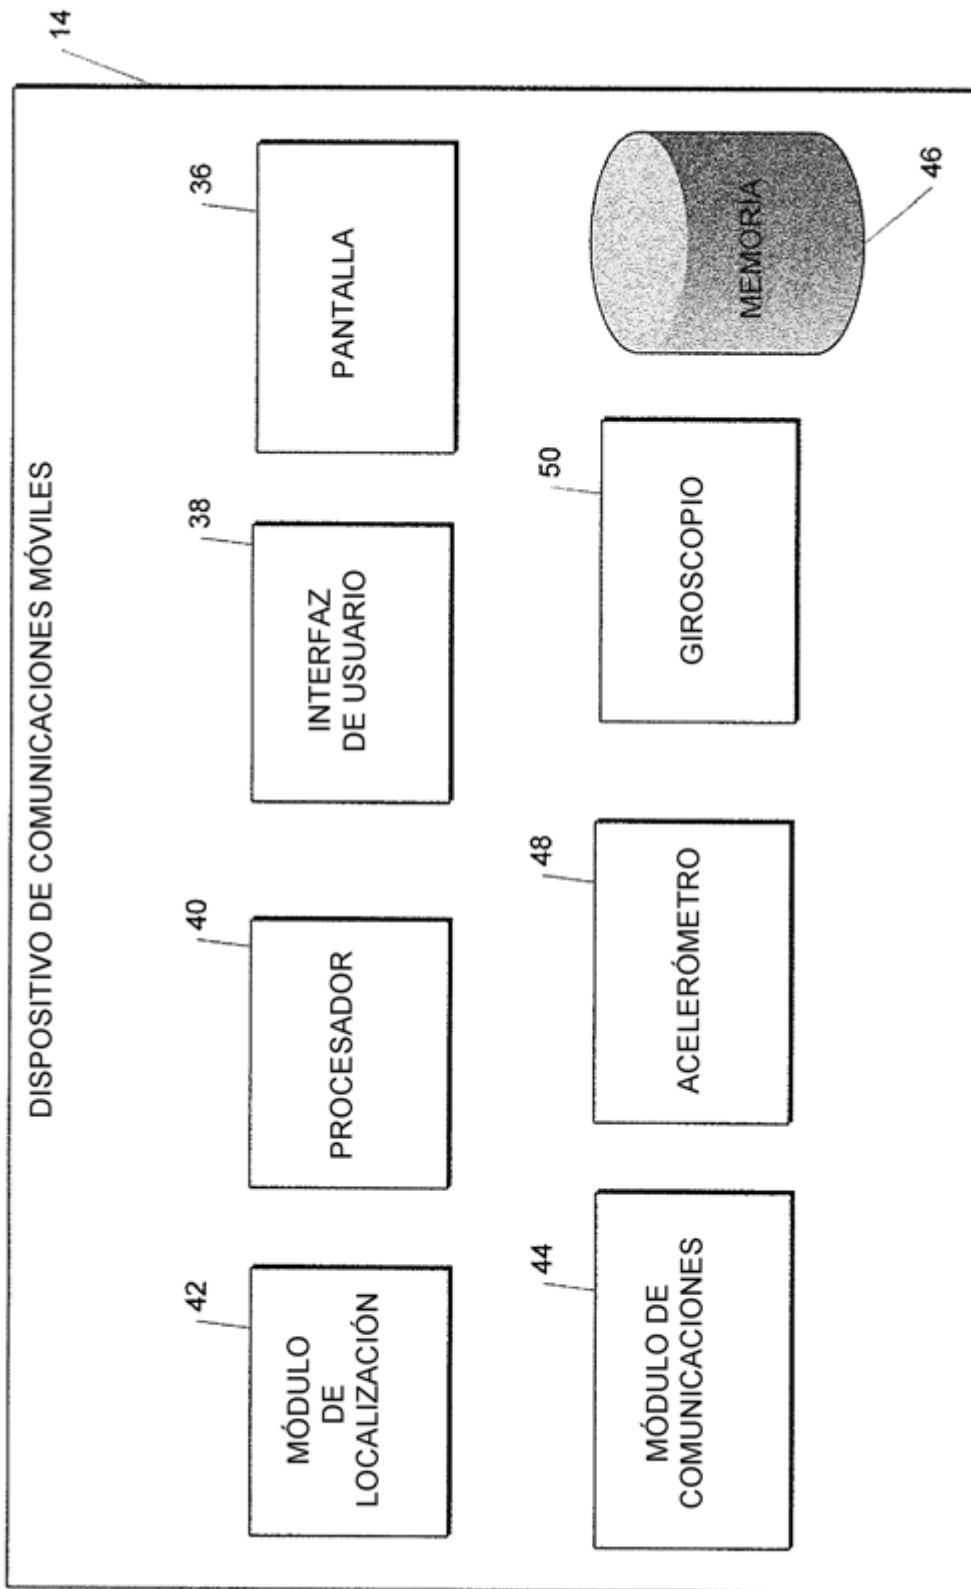 14
DISPOSITIVO DE COMUNICACIONES MÓVILES
42
MÓDULO
DE
LOCALIZACIÓN
40
PROCESADOR
38
INTERFAZ
DE USUARIO
36
PANTALLA
44
MÓDULO DE
COMUNICACIONES
48
ACELERÓMETRO
50
GIROSCOPIO
MEMORIA
46